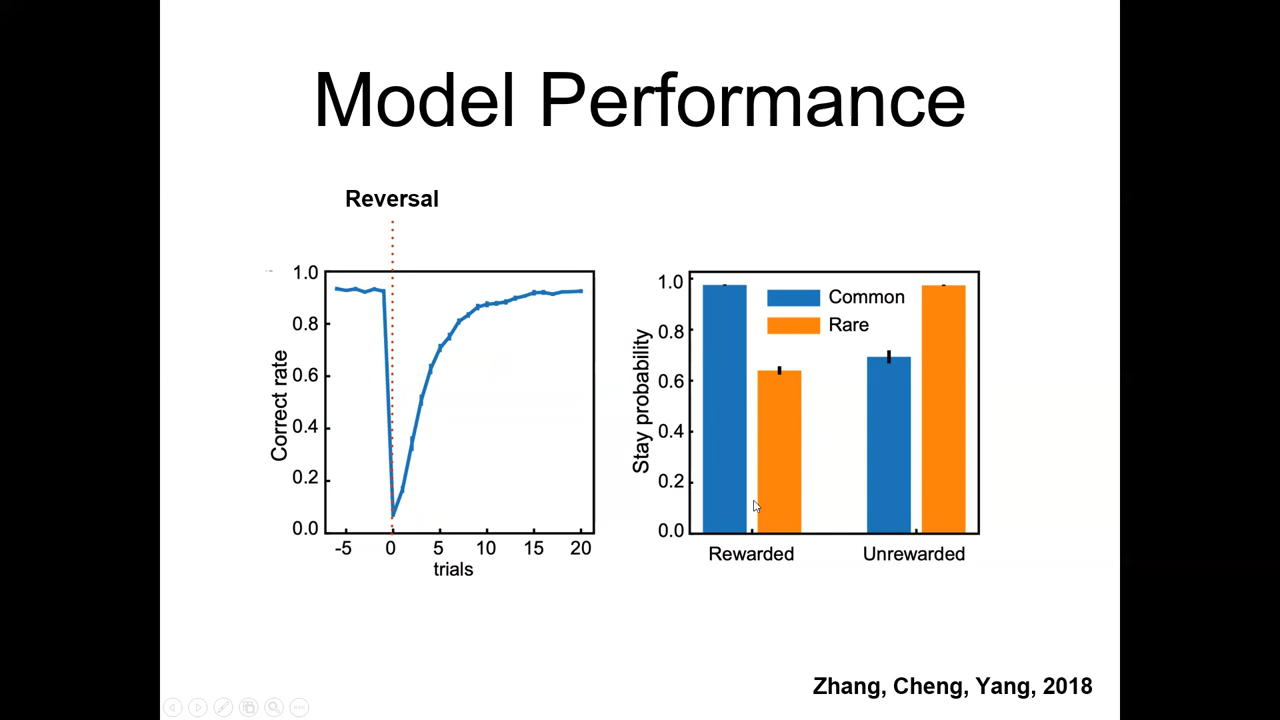 Model Performance
Reversal
1.0
0.8
0.6
0.4
0.2
0.0
Correct rate
-5 0 5 10 15 20
trials
1.0
0.8
0.6
0.4
0.2
0.0
Stay probability
Common
Rare
Rewarded Unrewarded
Zhang, Cheng, Yang, 2018